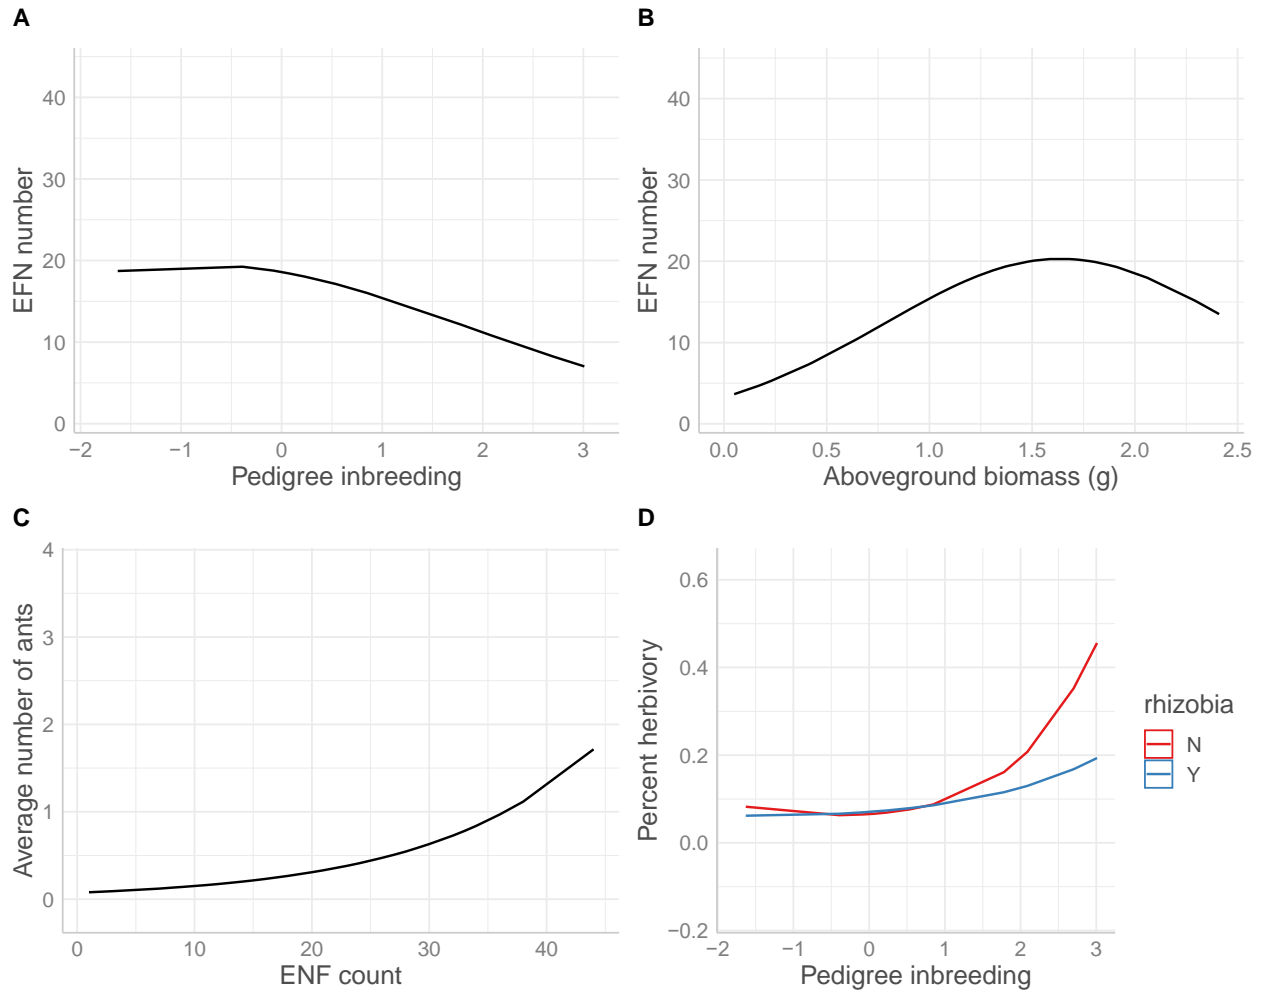 A
EFN number
40
30
20
10
0
−2 −1 0 1 2 3
Pedigree inbreeding
B
EFN number
40
30
20
10
0
0.0 0.5 1.0 1.5 2.0 2.5
Aboveground biomass (g)
C
Average number of ants
4
3
2
1
0
0 10 20 30 40
ENF count
D
Percent herbivory
0.6
0.4
0.2
0.0
−0.2
−2 −1 0 1 2 3
Pedigree inbreeding
rhizobia
N
Y